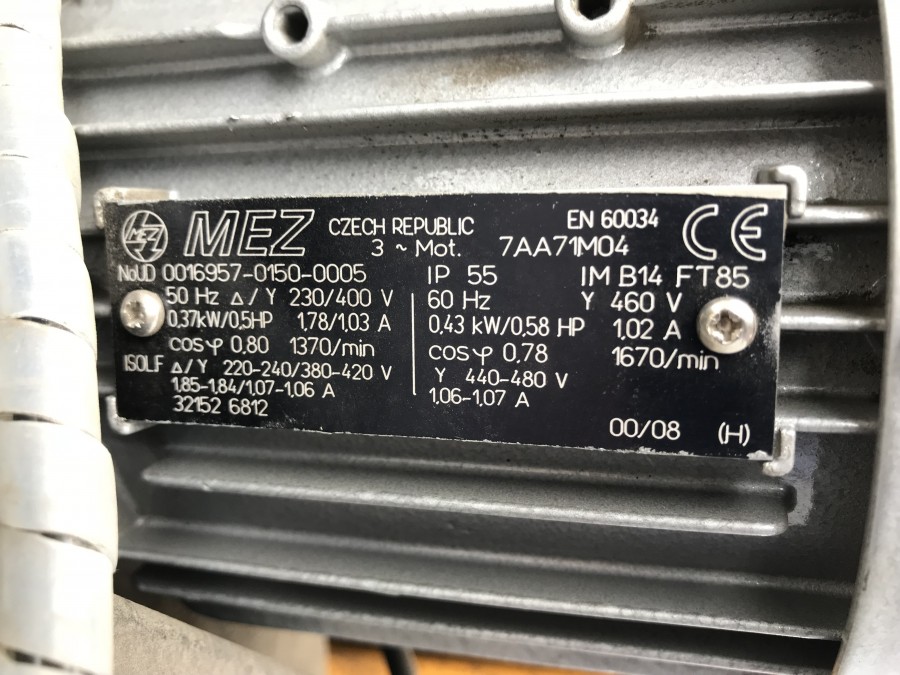 MEZ MEZ CZECH REPUBLIC EN 60034 CE
3 ~ Mot. 7AA71M04
NoUD 0016957-0150-0005 IP 55 IM B14 FT85
50 Hz Δ/Y 230/400 V 60 Hz Y 460 V
0,37kW/0,5HP 1,78/1,03 A 0,43 kW/0,58 HP 1,02 A
cosφ 0,80 1370/min cosφ 0,78 1670/min
ISOLF Δ/Y 220-240/380-420 V Y 440-480 V
1,85-1,84/1,07-1,06 A 1,06-1,07 A
32152 6812 00/08 (H)